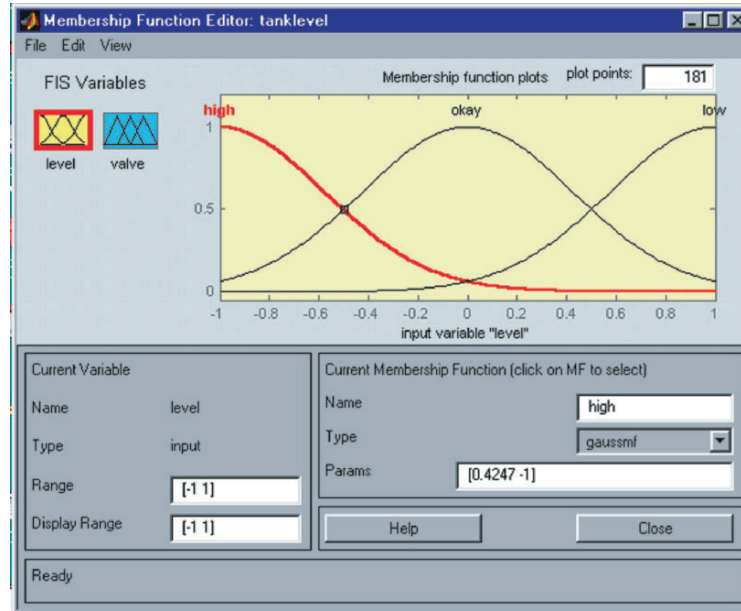 Membership Function Editor: tanklevel
File Edit View
FIS Variables
level valve
Membership function plots plot points: 181
high okay low
1
0.5
0
-1 -0.8 -0.6 -0.4 -0.2 0 0.2 0.4 0.6 0.8 1
input variable "level"
Current Variable
Name level
Type input
Range [-1 1]
Display Range [-1 1]
Current Membership Function (click on MF to select)
Name high
Type gaussmf
Params [0.4247 -1]
Help Close
Ready